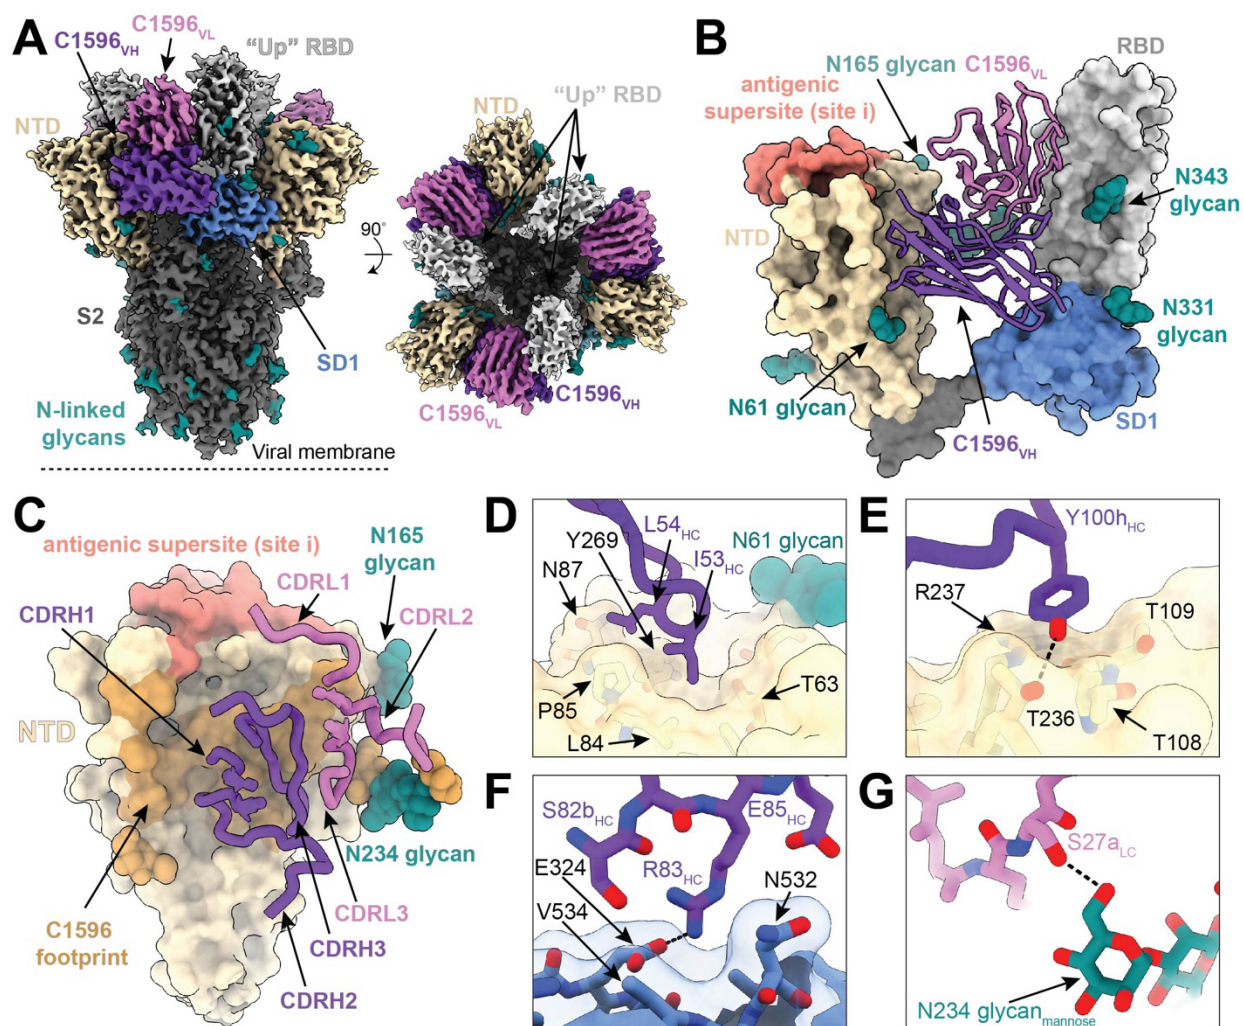 A
C1596VH
C1596VL
"Up" RBD
NTD
S2
SD1
N-linked
glycans
Viral membrane
90°
NTD
"Up" RBD
C1596VL
C1596VH
B
RBD
N165 glycan
C1596VL
antigenic
supersite (site i)
N343
glycan
NTD
N331
glycan
N61 glycan
SD1
C1596VH
C
N165
glycan
antigenic supersite (site i)
CDRL1
CDRH1
CDRL2
NTD
N234 glycan
C1596
footprint
CDRL3
CDRH3
CDRH2
D
L54HC
Y269
I53HC
N61 glycan
N87
P85
T63
L84
E
Y100hHC
R237
T109
T236
T108
F
S82bHC
E85HC
E324
R83HC
V534
N532
G
S27aLC
N234 glycanmannose